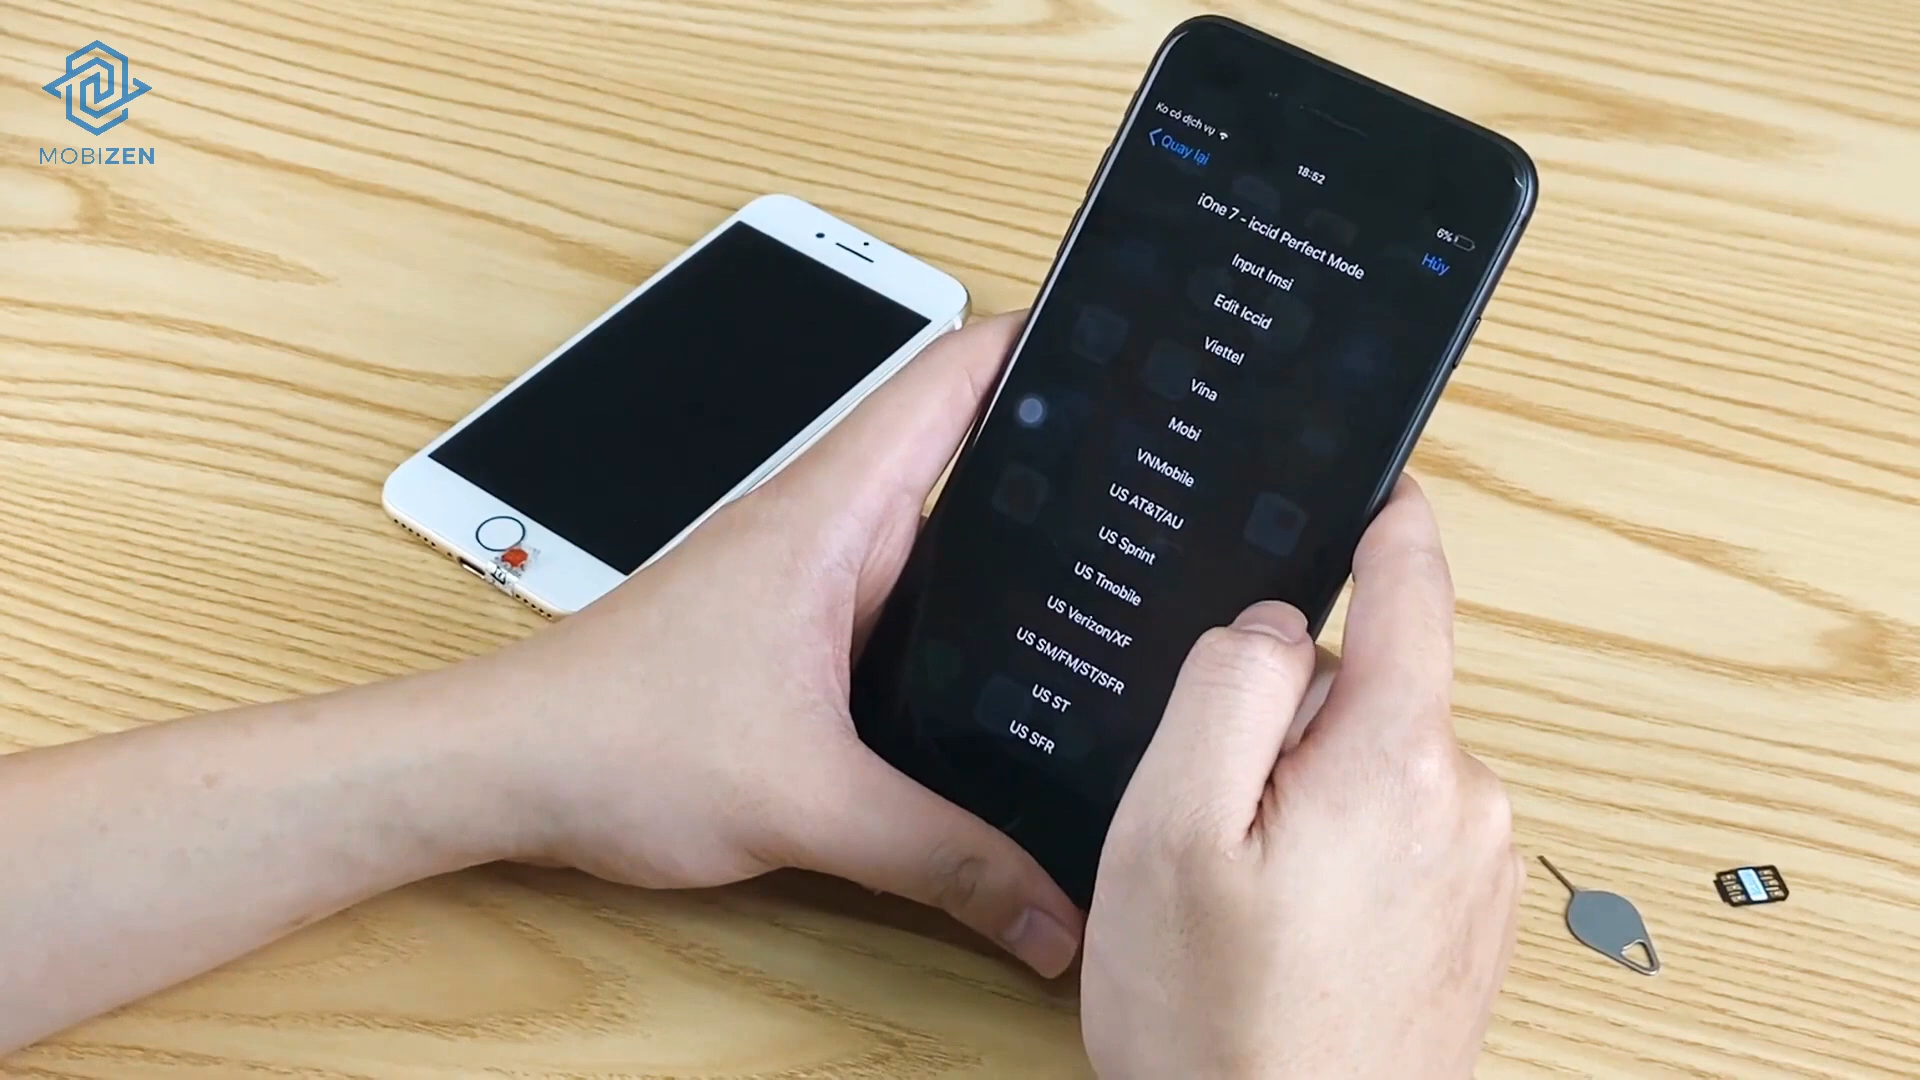 MOBIZEN
Ko có dịch vụ
18:52
6%
Quay lại
Hủy
iOne 7 - iccid Perfect Mode
Input Imsi
Edit Iccid
Viettel
Vina
Mobi
VNMobile
US AT&T/AU
US Sprint
US Tmobile
US Verizon/XF
US SM/FM/ST/SFR
US ST
US SFR